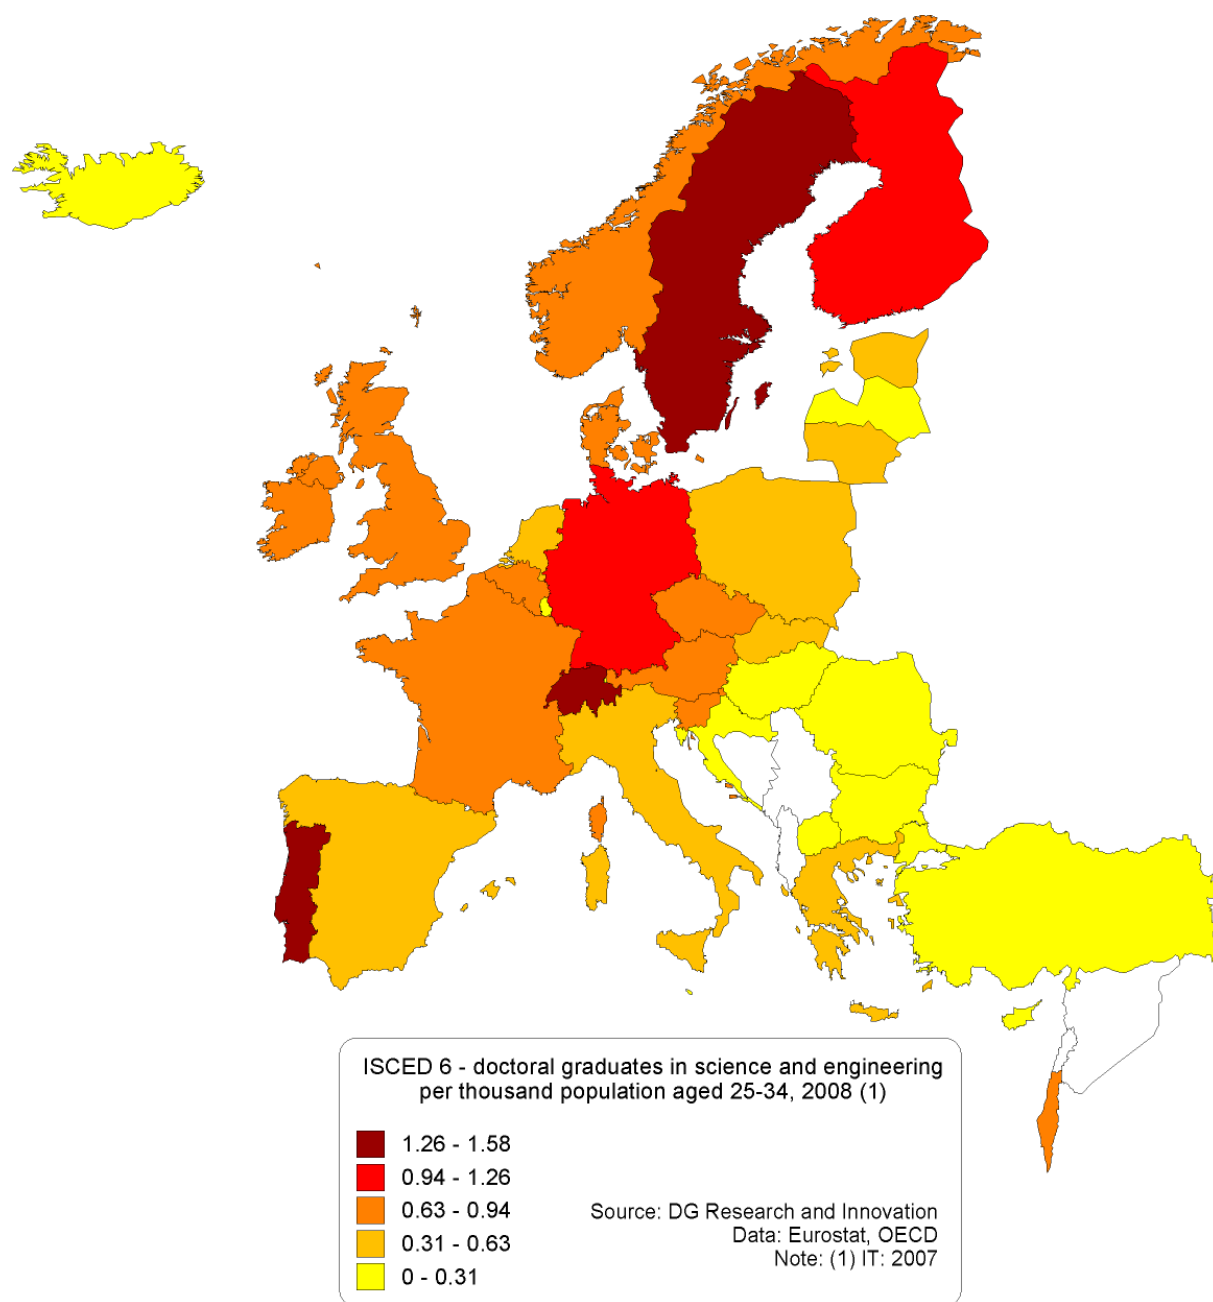 ISCED 6 - doctoral graduates in science and engineering
per thousand population aged 25-34, 2008 (1)
1.26 - 1.58
0.94 - 1.26
0.63 - 0.94
0.31 - 0.63
0 - 0.31
Source: DG Research and Innovation
Data: Eurostat, OECD
Note: (1) IT: 2007